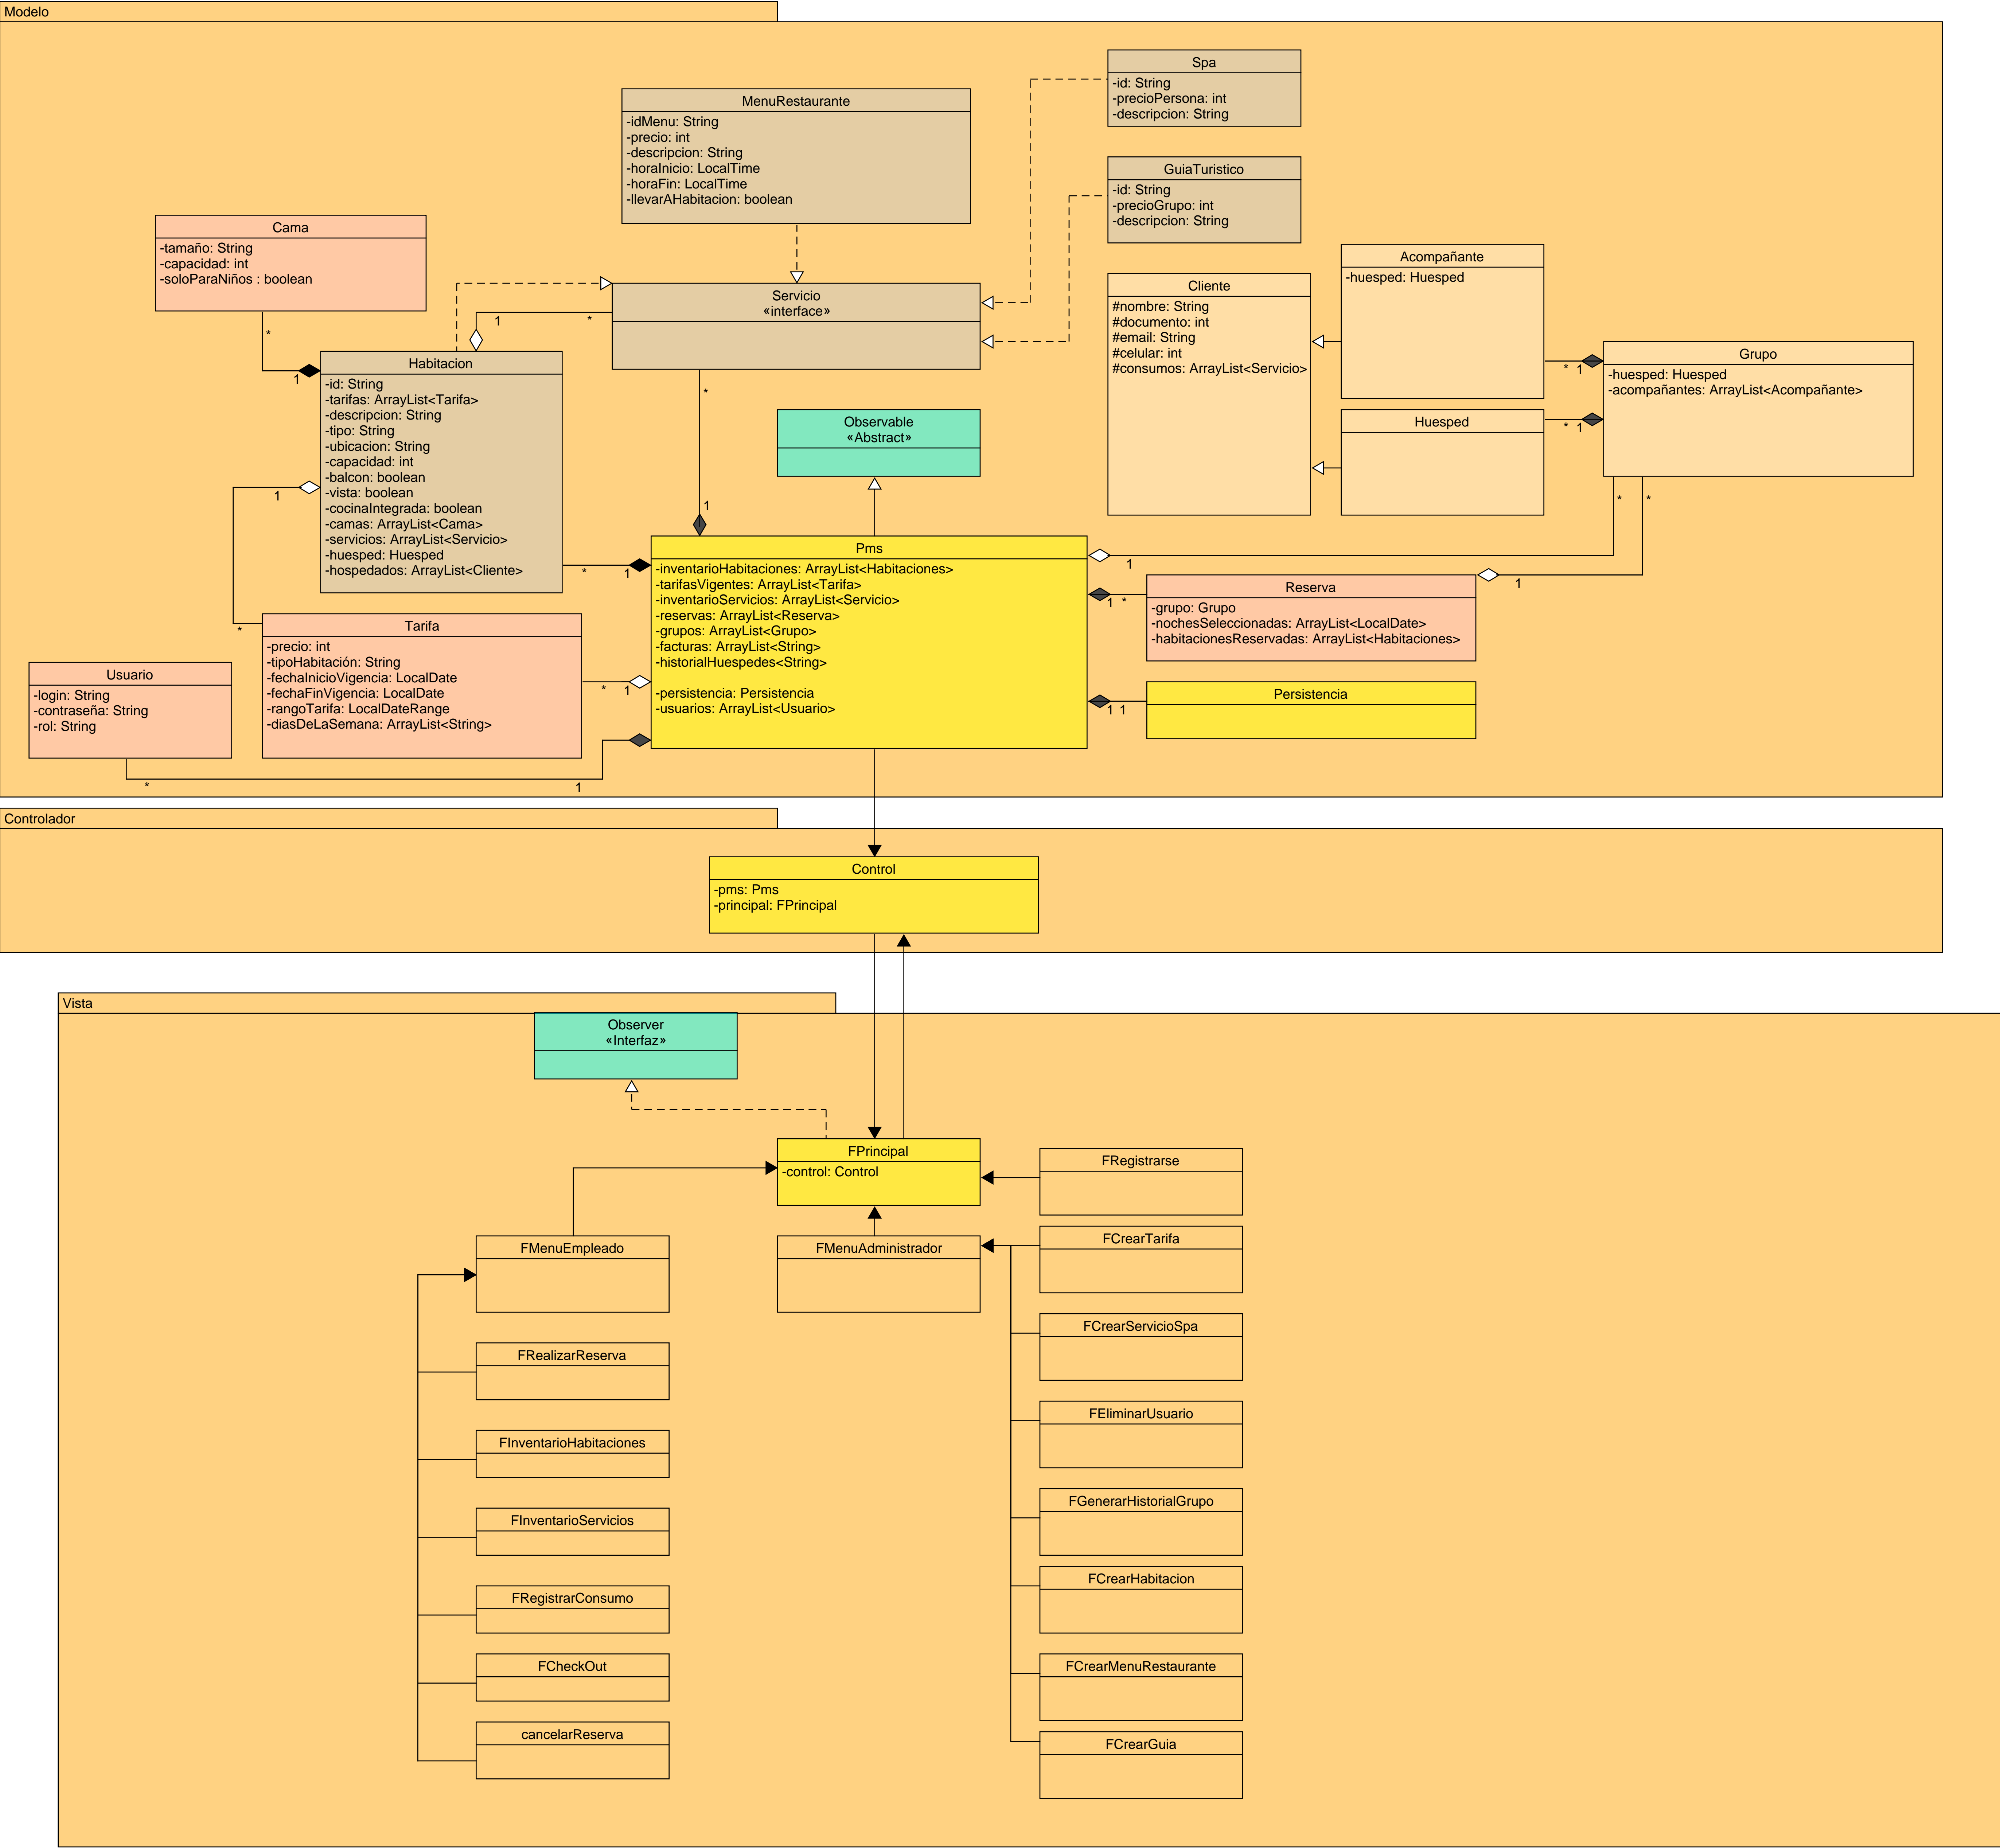 Modelo
Spa
-id: String
-precioPersona: int
-descripcion: String
MenuRestaurante
-idMenu: String
-precio: int
-descripcion: String
-horaInicio: LocalTime
-horaFin: LocalTime
-llevarAHabitacion: boolean
GuiaTuristico
-id: String
-precioGrupo: int
-descripcion: String
Cama
-tamaño: String
-capacidad: int
-soloParaNiños : boolean
Acompañante
-huesped: Huesped
Cliente
#nombre: String
#documento: int
#email: String
#celular: int
#consumos: ArrayList<Servicio>
Servicio
«interface»
1
*
*
1
*
Grupo
-huesped: Huesped
-acompañantes: ArrayList<Acompañante>
* 1
* 1
Habitacion
-id: String
-tarifas: ArrayList<Tarifa>
-descripcion: String
-tipo: String
-ubicacion: String
-capacidad: int
-balcon: boolean
-vista: boolean
-cocinaIntegrada: boolean
-camas: ArrayList<Cama>
-servicios: ArrayList<Servicio>
-huesped: Huesped
-hospedados: ArrayList<Cliente>
Observable
«Abstract»
Huesped
1
1
*
*
Pms
-inventarioHabitaciones: ArrayList<Habitaciones>
-tarifasVigentes: ArrayList<Tarifa>
-inventarioServicios: ArrayList<Servicio>
-reservas: ArrayList<Reserva>
-grupos: ArrayList<Grupo>
-facturas: ArrayList<String>
-historialHuespedes<String>
-persistencia: Persistencia
-usuarios: ArrayList<Usuario>
* 1
1
1
Reserva
-grupo: Grupo
-nochesSeleccionadas: ArrayList<LocalDate>
-habitacionesReservadas: ArrayList<Habitaciones>
1 *
*
Tarifa
-precio: int
-tipoHabitación: String
-fechaInicioVigencia: LocalDate
-fechaFinVigencia: LocalDate
-rangoTarifa: LocalDateRange
-diasDeLaSemana: ArrayList<String>
* 1
Usuario
-login: String
-contraseña: String
-rol: String
Persistencia
1 1
*
1
Controlador
Control
-pms: Pms
-principal: FPrincipal
Vista
Observer
«Interfaz»
FPrincipal
-control: Control
FRegistrarse
FMenuEmpleado
FMenuAdministrador
FCrearTarifa
FCrearServicioSpa
FRealizarReserva
FEliminarUsuario
FInventarioHabitaciones
FGenerarHistorialGrupo
FInventarioServicios
FCrearHabitacion
FRegistrarConsumo
FCrearMenuRestaurante
FCheckOut
cancelarReserva
FCrearGuia